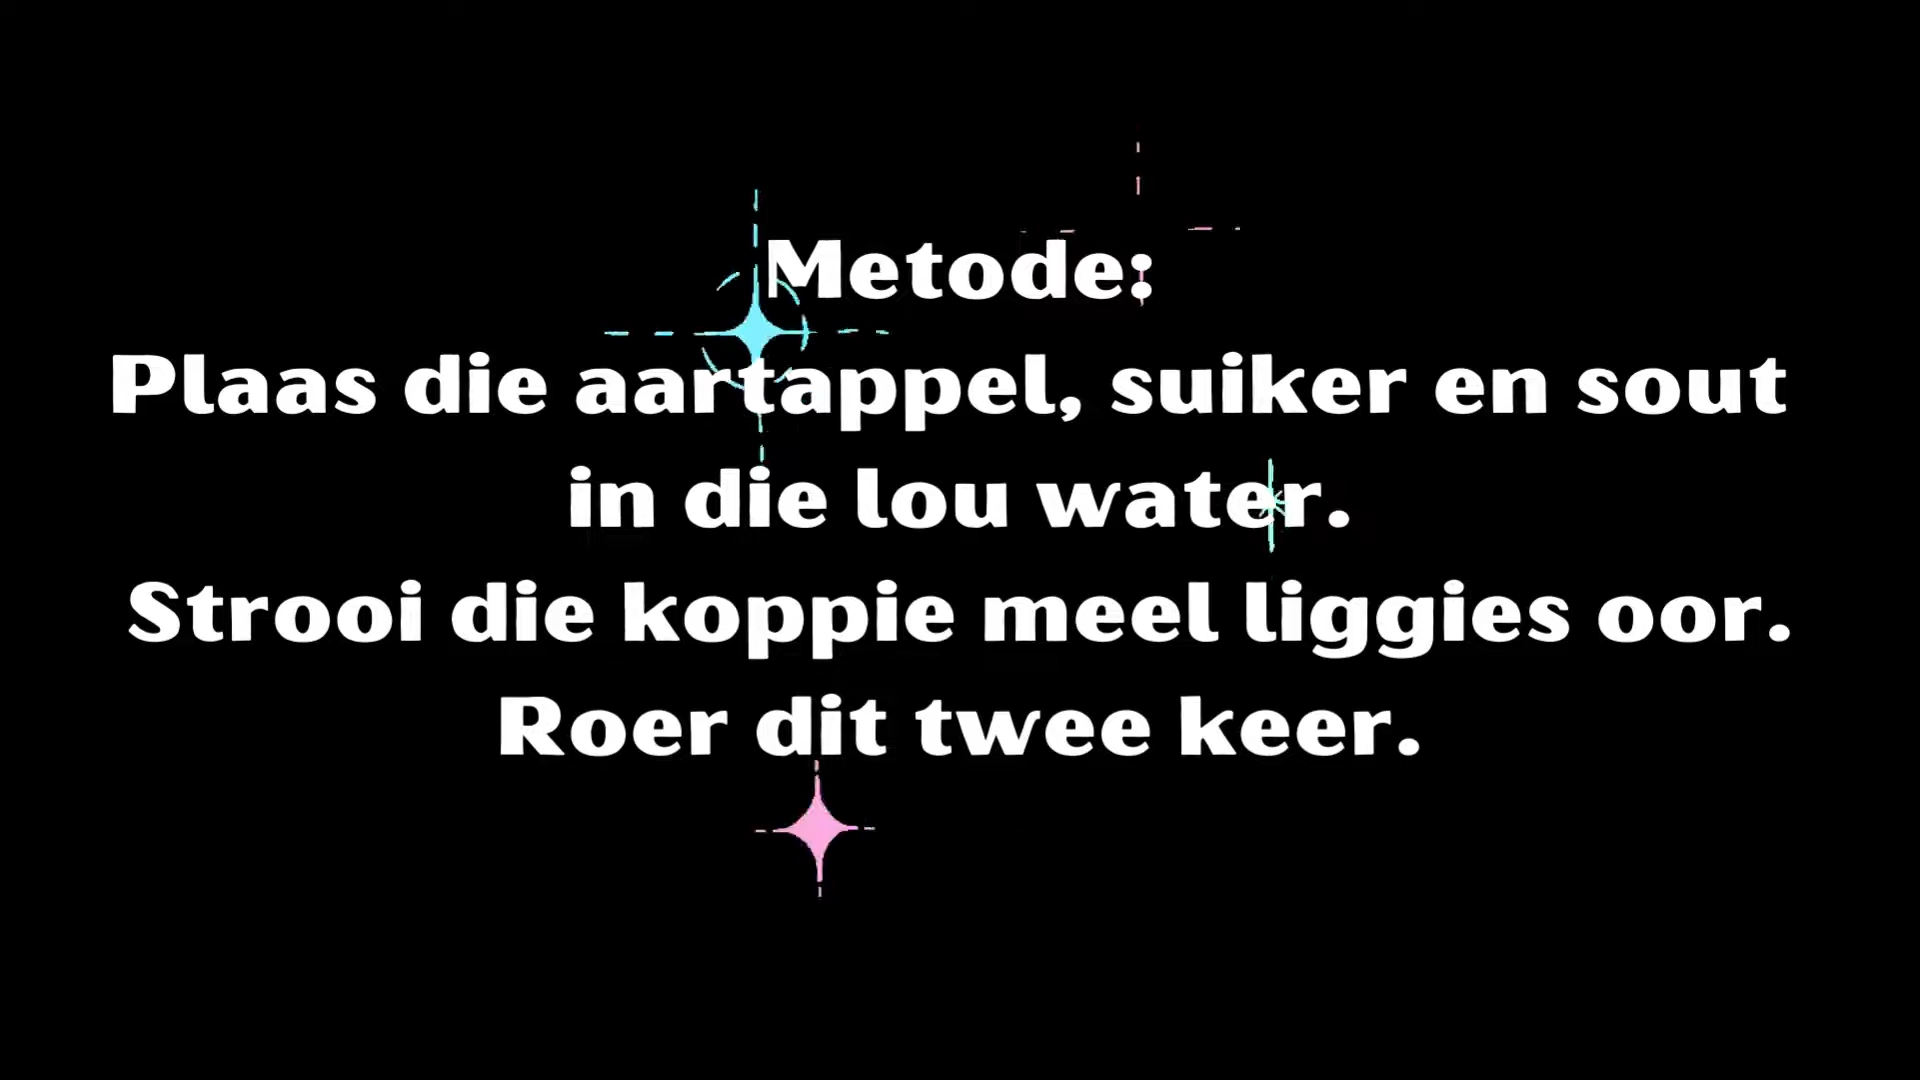 Metode:
Plaas die aartappel, suiker en sout
in die lou water.
Strooi die koppie meel liggies oor.
Roer dit twee keer.